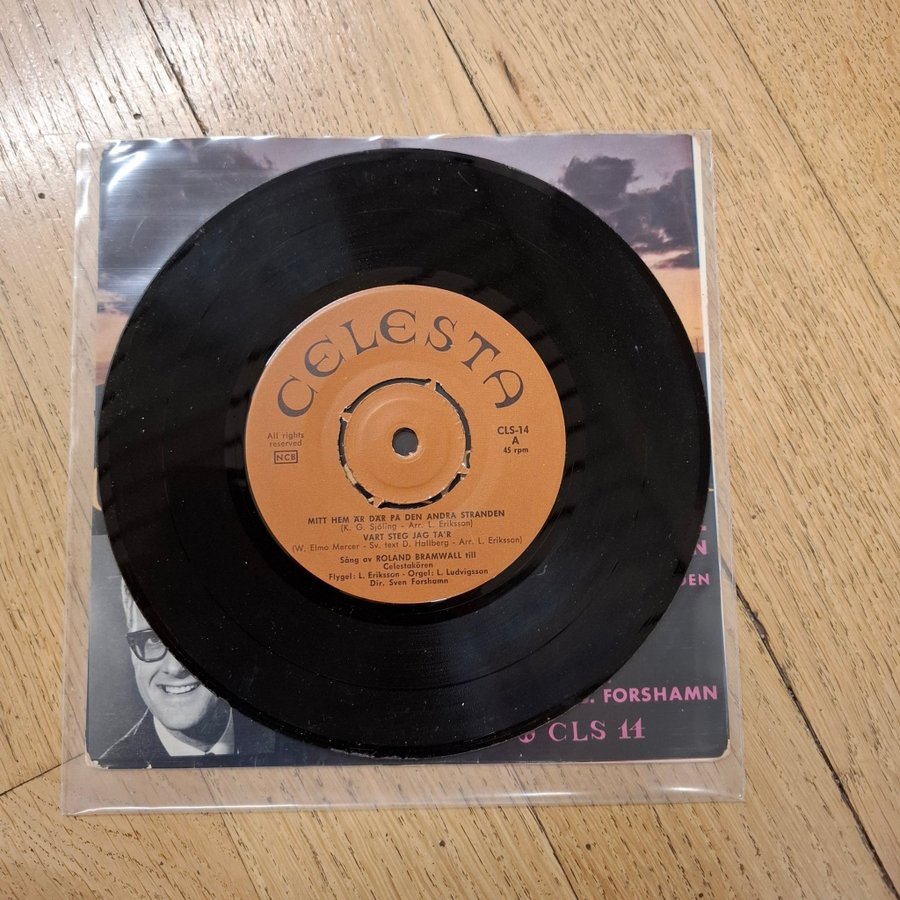 CELESTA
All rights
reserved
NCB
CLS-14
A
45 rpm
MITT HEM ÄR DÄR PÅ DEN ANDRA STRANDEN
(K. G. Sjöling - Arr. L. Eriksson)
VART STEG JAG TA'R
(W. Elmo Mercer - Sv. text D. Hallberg - Arr. L. Eriksson)
Sång av ROLAND BRAMWALL till
Celestakören
Flygel: L. Eriksson - Orgel: L. Ludvigsson
Dir. Sven Forshamn
N
DEN
FORSHAMN
CLS 14